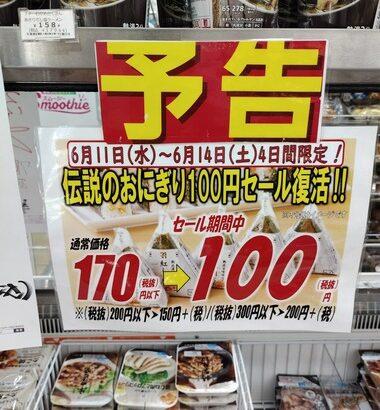 ¥158
予告
6月11日(水)~6月14日(土)4日間限定!
伝説のおにぎり100円セール復活!!
セール期間中
通常価格
170(税抜)円以下
100(税抜)円
※(税抜)200円以下>150円+(税)/(税抜)300円以下>200円+(税)
Smoothie